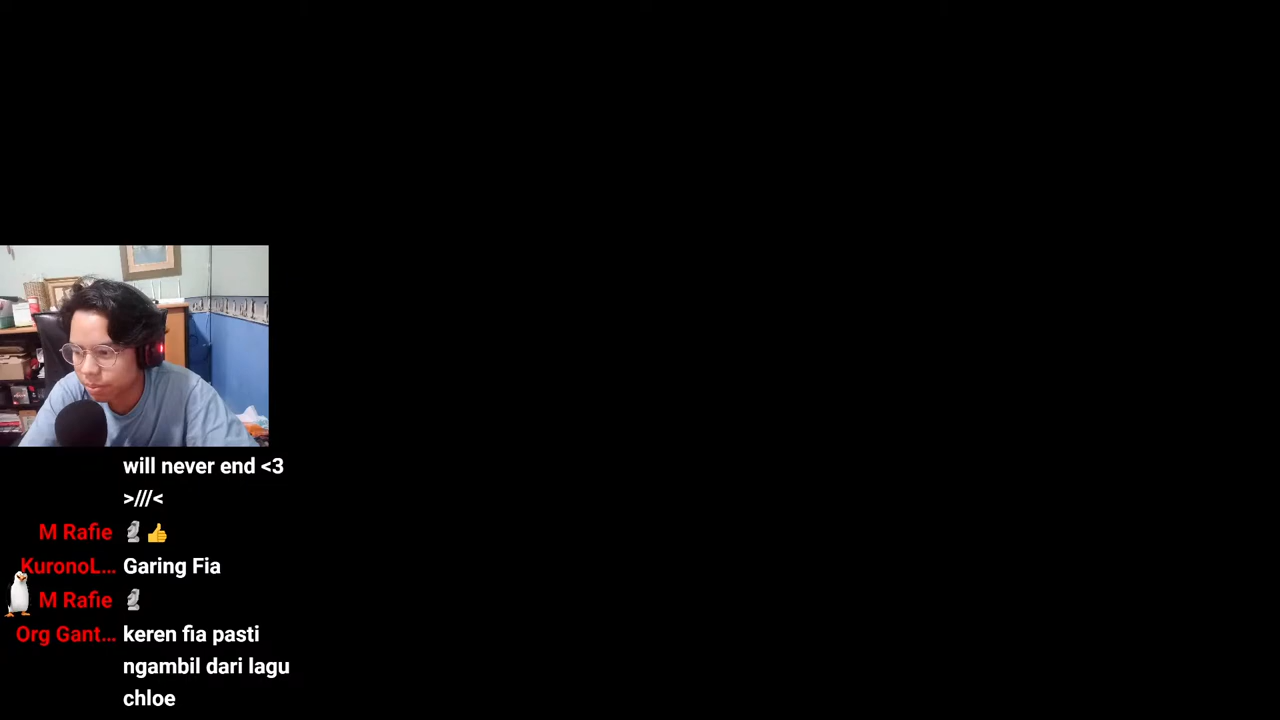 will never end <3
>///<
M Rafie 🗿👍
KuronoL... Garing Fia
M Rafie 🗿
Org Gant... keren fia pasti
ngambil dari lagu
chloe